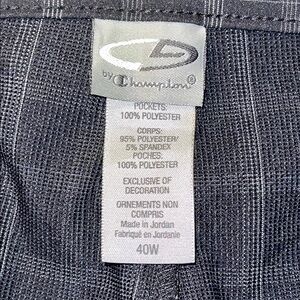 by Champion®
POCKETS:
100% POLYESTER
CORPS:
95% POLYESTER/
5% SPANDEX
POCHES:
100% POLYESTER
EXCLUSIVE OF
DECORATION
ORNEMENTS NON
COMPRIS
Made in Jordan
Fabriqué en Jordanie
40W